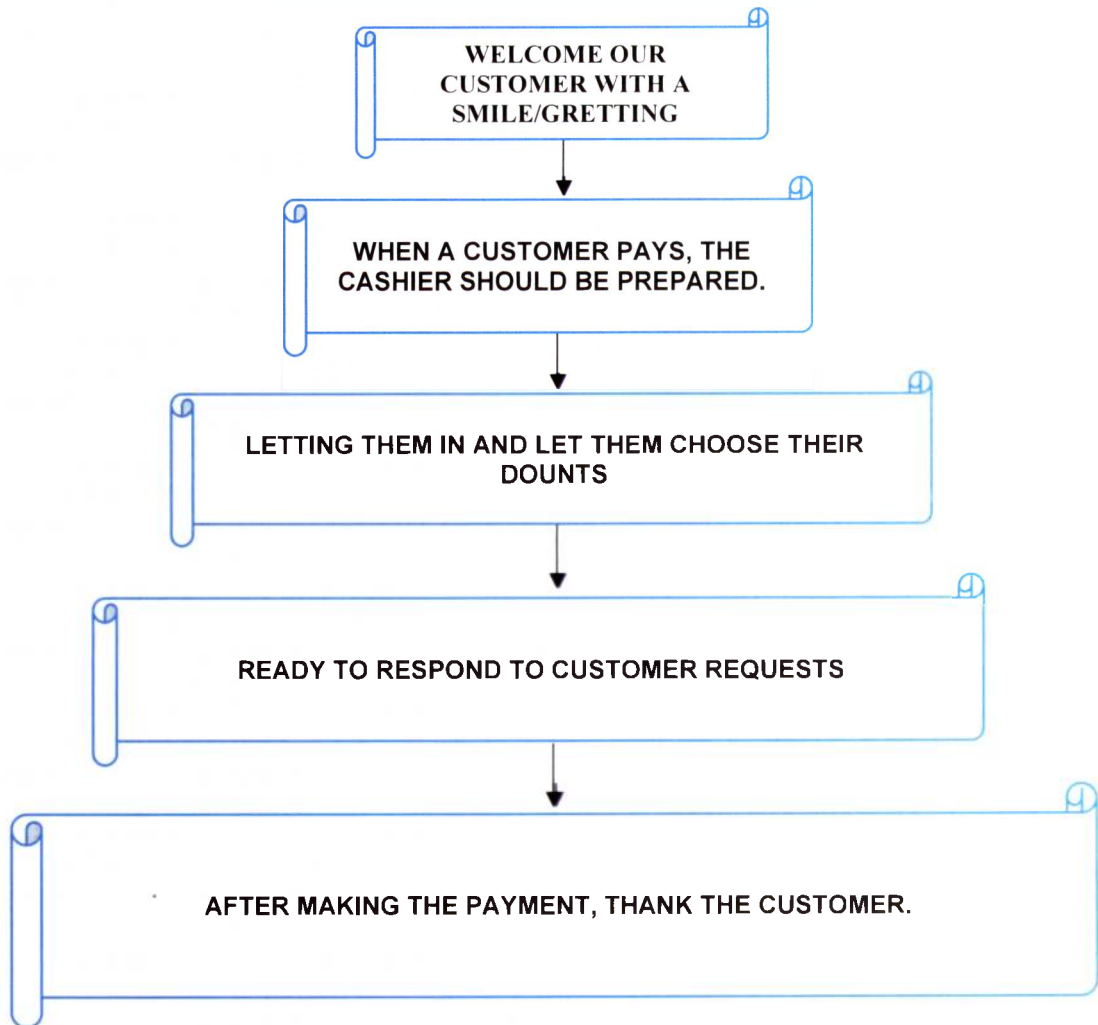 WELCOME OUR
CUSTOMER WITH A
SMILE/GRETTING
WHEN A CUSTOMER PAYS, THE
CASHIER SHOULD BE PREPARED.
LETTING THEM IN AND LET THEM CHOOSE THEIR
DOUNTS
READY TO RESPOND TO CUSTOMER REQUESTS
AFTER MAKING THE PAYMENT, THANK THE CUSTOMER.